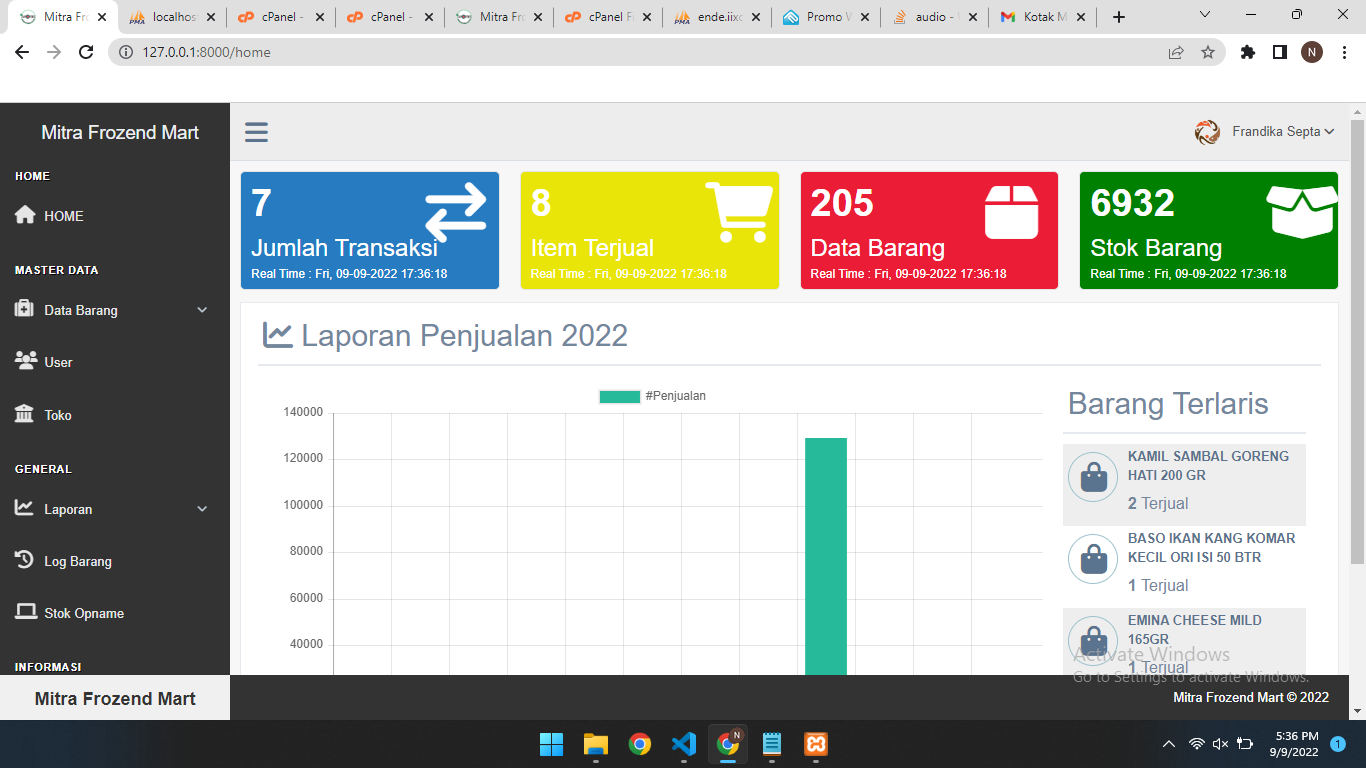 Mitra Fro
localhos
cPanel -
cPanel -
Mitra Fro
cPanel F
ende.iixc
Promo W
audio -
Kotak M
127.0.0.1:8000/home
N
Mitra Frozend Mart
Frandika Septa
HOME
HOME
MASTER DATA
Data Barang
User
Toko
GENERAL
Laporan
Log Barang
Stok Opname
INFORMASI
Mitra Frozend Mart
7
Jumlah Transaksi
Real Time : Fri, 09-09-2022 17:36:18
8
Item Terjual
Real Time : Fri, 09-09-2022 17:36:18
205
Data Barang
Real Time : Fri, 09-09-2022 17:36:18
6932
Stok Barang
Real Time : Fri, 09-09-2022 17:36:18
Laporan Penjualan 2022
#Penjualan
140000
120000
100000
80000
60000
40000
Barang Terlaris
KAMIL SAMBAL GORENG
HATI 200 GR
2 Terjual
BASO IKAN KANG KOMAR
KECIL ORI ISI 50 BTR
1 Terjual
EMINA CHEESE MILD
165GR
1 Terjual
Activate Windows
Go to Settings to activate Windows.
Mitra Frozend Mart © 2022
N
5:36 PM
9/9/2022
1